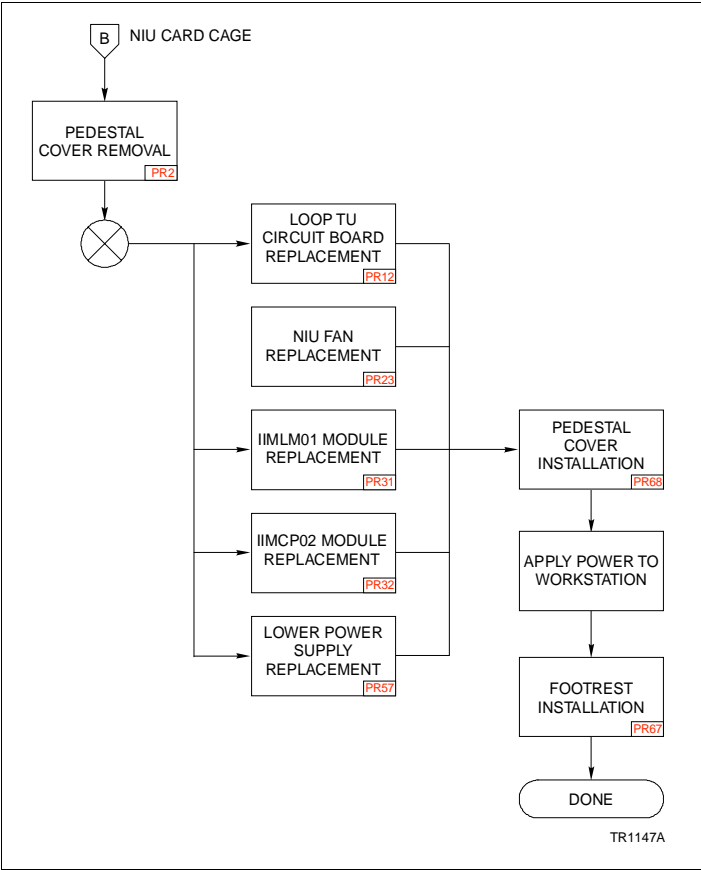 B
NIU CARD CAGE
PEDESTAL
COVER REMOVAL
PR2
LOOP TU
CIRCUIT BOARD
REPLACEMENT
PR12
NIU FAN
REPLACEMENT
PR23
IIMLM01 MODULE
REPLACEMENT
PR31
IIMCP02 MODULE
REPLACEMENT
PR32
LOWER POWER
SUPPLY
REPLACEMENT
PR57
PEDESTAL
COVER
INSTALLATION
PR68
APPLY POWER TO
WORKSTATION
FOOTREST
INSTALLATION
PR67
DONE
TR1147A